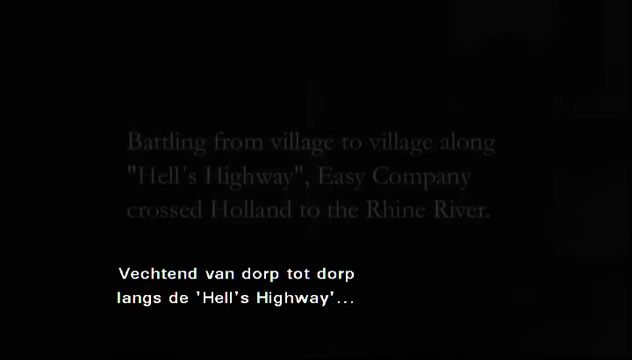 Battling from village to village along
"Hell's Highway", Easy Company
crossed Holland to the Rhine River.
Vechtend van dorp tot dorp
langs de 'Hell's Highway'...